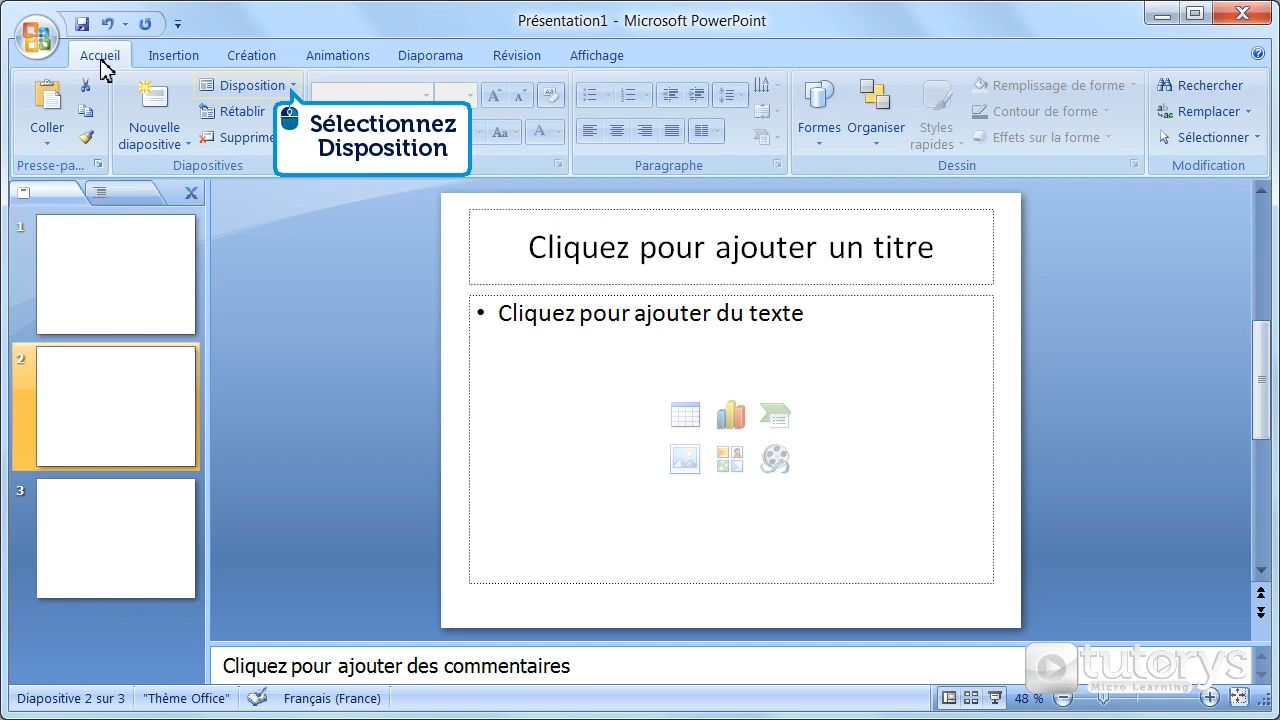 Présentation1 - Microsoft PowerPoint
Accueil Insertion Création Animations Diaporama Révision Affichage
Coller
Presse-pa...
Nouvelle
diapositive
Disposition
Rétablir
Supprime
Diapositives
Sélectionnez
Disposition
Aa
A
Paragraphe
Formes
Organiser
Styles
rapides
Remplissage de forme
Contour de forme
Effets sur la forme
Dessin
Rechercher
Remplacer
Sélectionner
Modification
1
2
3
Cliquez pour ajouter un titre
• Cliquez pour ajouter du texte
Cliquez pour ajouter des commentaires
tutorys
Micro Learning
Diapositive 2 sur 3 "Thème Office" Français (France) 48 %